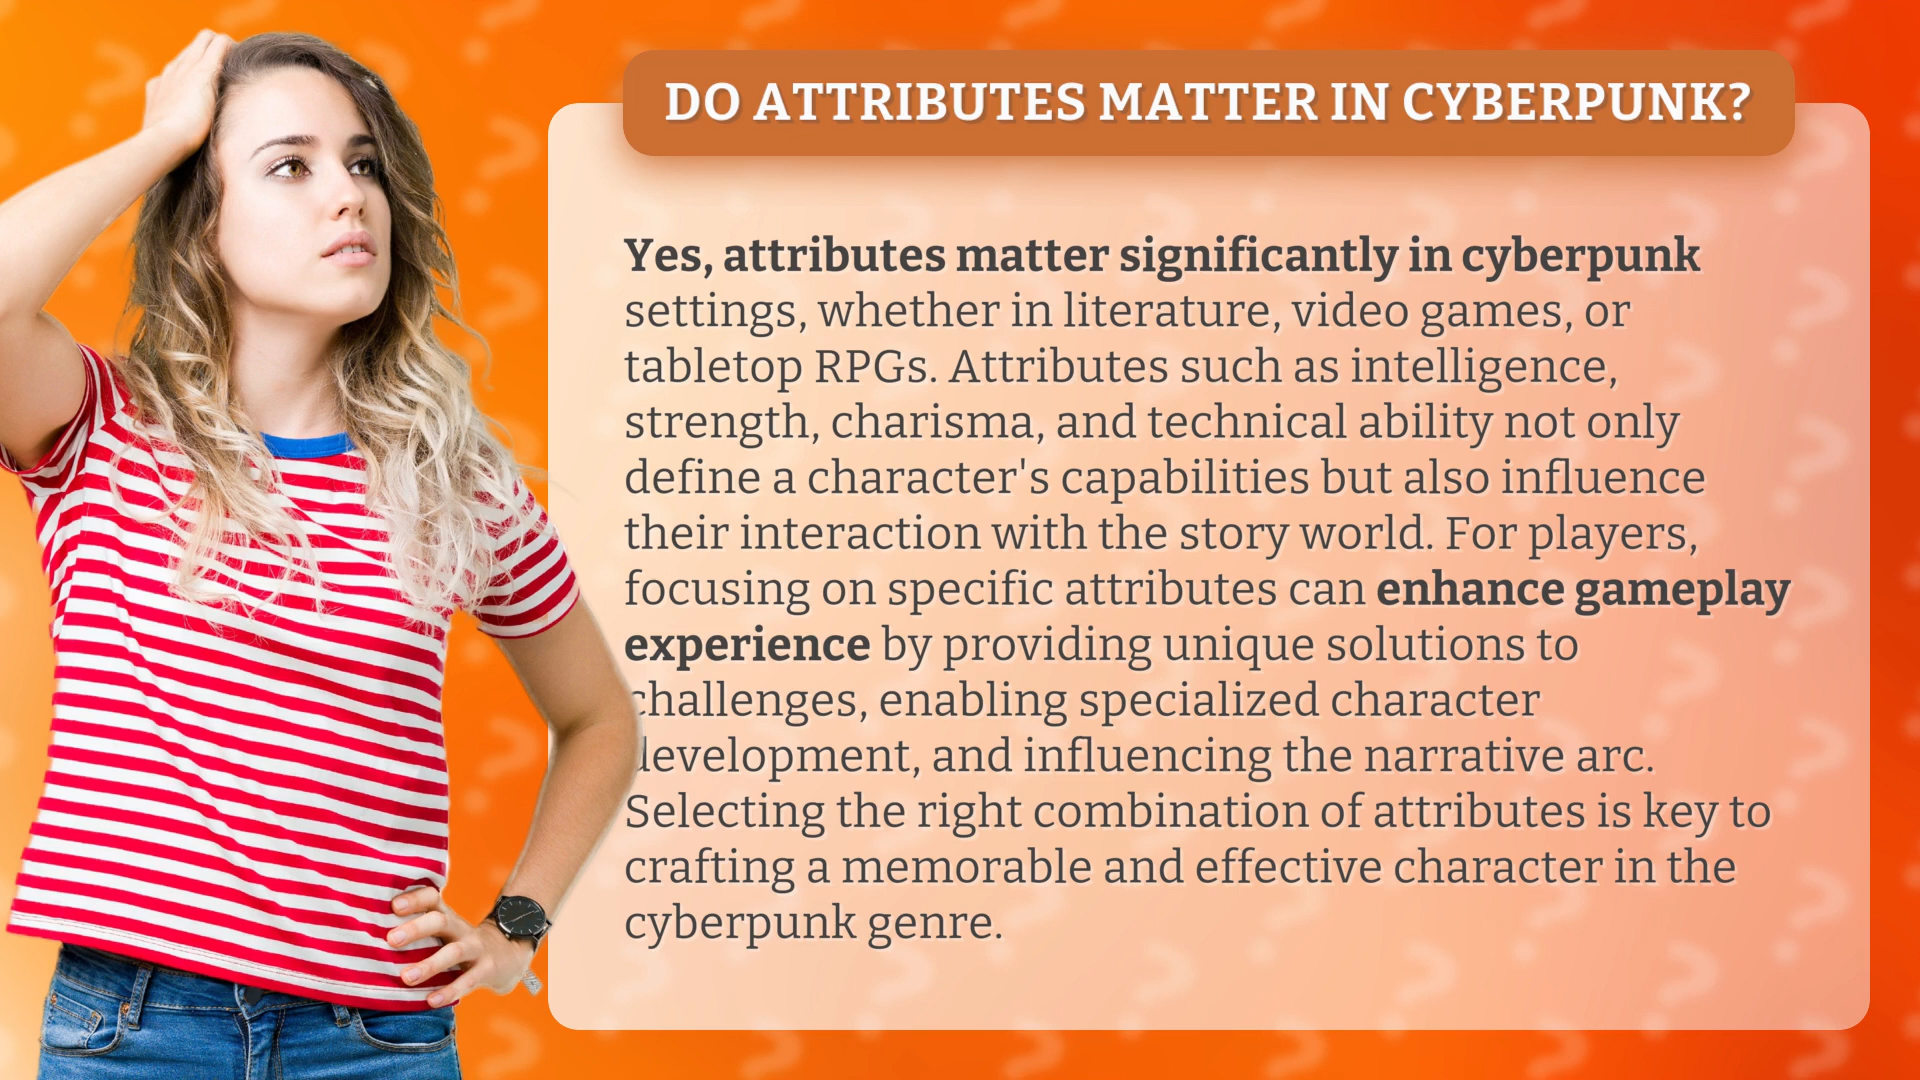 DO ATTRIBUTES MATTER IN CYBERPUNK?
Yes, attributes matter significantly in cyberpunk
settings, whether in literature, video games, or
tabletop RPGs. Attributes such as intelligence,
strength, charisma, and technical ability not only
define a character's capabilities but also influence
their interaction with the story world. For players,
focusing on specific attributes can enhance gameplay
experience by providing unique solutions to
challenges, enabling specialized character
development, and influencing the narrative arc.
Selecting the right combination of attributes is key to
crafting a memorable and effective character in the
cyberpunk genre.